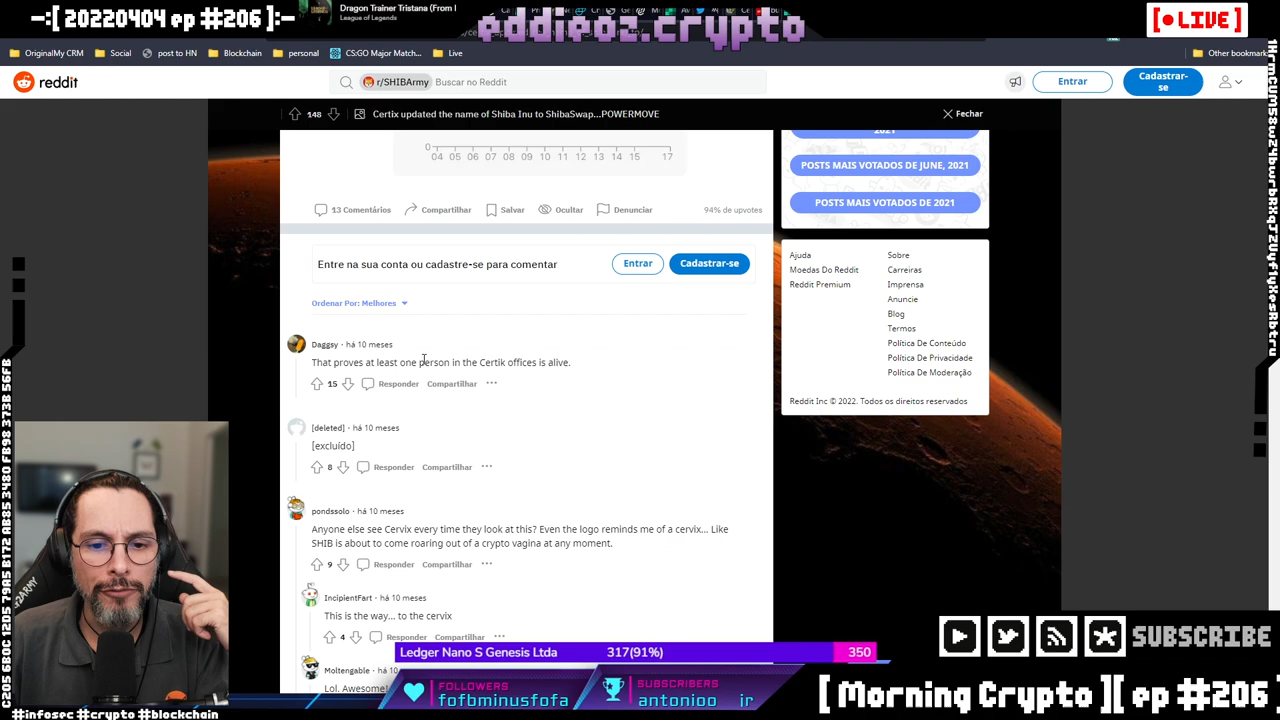 -:[ 20220404 ep #206 ]:-
Dragon Trainer Tristana (From l
League of Legends
eddieoz.crypto
[ LIVE ]
OriginalMy CRM
Social
post to HN
Blockchain
personal
CS:GO Major Match...
Live
Other bookmark
reddit
r/SHIBArmy
Buscar no Reddit
Entrar
Cadastrar-
se
148
Certix updated the name of Shiba Inu to ShibaSwap...POWERMOVE
Fechar
0
04 05 06 07 08 09 10 11 12 13 14 15 17
2021
POSTS MAIS VOTADOS DE JUNE, 2021
POSTS MAIS VOTADOS DE 2021
13 Comentários
Compartilhar
Salvar
Ocultar
Denunciar
94% de upvotes
Entre na sua conta ou cadastre-se para comentar
Entrar
Cadastrar-se
Ordenar Por: Melhores
Ajuda
Sobre
Moedas Do Reddit
Carreiras
Reddit Premium
Imprensa
Anuncie
Blog
Termos
Política De Conteúdo
Política De Privacidade
Política De Moderação
Reddit Inc © 2022. Todos os direitos reservados
Daggsy · há 10 meses
That proves at least one person in the Certik offices is alive.
15
Responder
Compartilhar
[deleted] · há 10 meses
[excluído]
8
Responder
Compartilhar
pondssolo · há 10 meses
Anyone else see Cervix every time they look at this? Even the logo reminds me of a cervix... Like
SHIB is about to come roaring out of a crypto vagina at any moment.
9
Responder
Compartilhar
IncipientFart · há 10 meses
This is the way... to the cervix
4
Responder
Compartilhar
Moltengable · há 10
Lol. Awesome!
Ledger Nano S Genesis Ltda
317(91%)
350
FOLLOWERS
fofbminusfofa
SUBSCRIBERS
antonioo jr
SUBSCRIBE
[ Morning Crypto ][ ep #206 ]
#infosec #crypto #blockchain